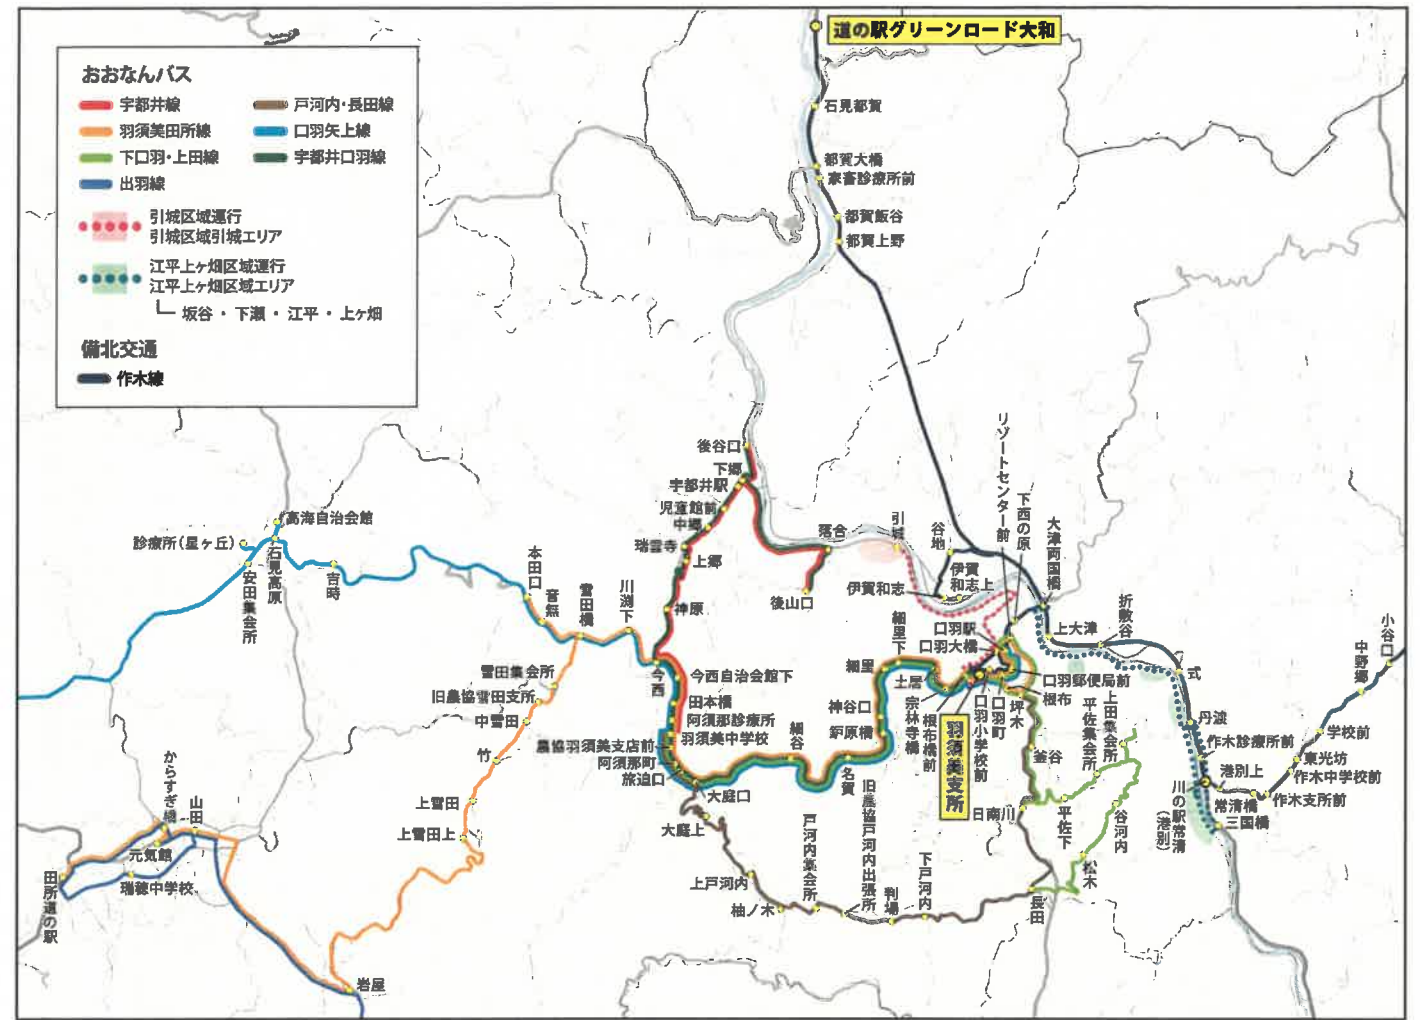 道の駅グリーンロード大和
おおなんバス
宇都井線
戸河内・長田線
羽須美田所線
口羽矢上線
下口羽・上田線
宇都井口羽線
出羽線
引城区域運行
引城区域引城エリア
江平上ヶ畑区域運行
江平上ヶ畑区域エリア
坂谷・下瀬・江平・上ヶ畑
備北交通
作木線
石見都賀
都賀大橋
家畜診療所前
都賀飯谷
都賀上野
後谷口
下郷
宇都井駅
児童館前
中郷
瑞雲寺
上郷
神原
落合
後山口
引城
谷地
伊賀和志
伊賀
和志上
リゾートセンター前
下西の原
大津両国橋
上大津
折敷谷
式
丹渡
作木診療所前
港別上
常清橋
三国橋
川の駅常清
(港別)
作木支所前
作木中学校前
東光坊
学校前
中野郷
小谷口
高海自治会館
診療所(星ヶ丘)
石見高原
安田集会所
吉時
本田口
音無
雪田橋
川渕下
今西
雪田集会所
旧農協雪田支所
中雪田
竹
上雪田
上雪田上
今西自治会館下
田本橋
阿須那診療所
羽須美中学校
農協羽須美支店前
阿須那町
旅迫口
大庭口
大庭上
細谷
名賀
鈩原橋
神谷口
細里
細里下
土居
宗林寺橋
根布橋前
羽須美支所
口羽小学校前
口羽町
坪木
根布
口羽郵便局前
口羽駅
口羽大橋
釜谷
日南川
平佐下
平佐集会所
上田集会所
谷河内
松木
長田
下戸河内
判場
旧農協戸河内出張所
戸河内集会所
柚ノ木
上戸河内
からすぎ橋
山田
元気館
瑞穂中学校
田所道の駅
岩屋